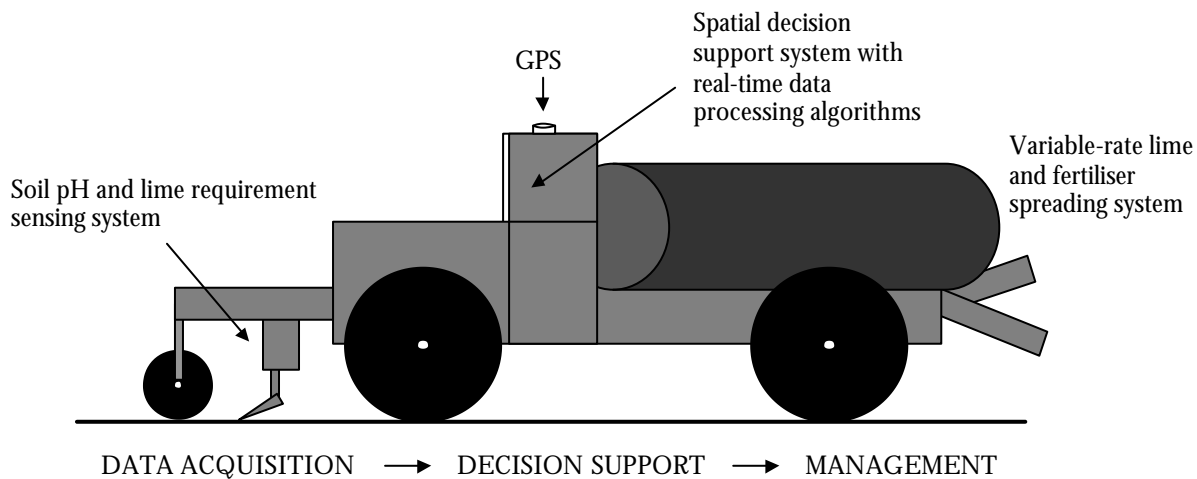 Spatial decision
support system with
real-time data
processing algorithms
GPS
Variable-rate lime
and fertiliser
spreading system
Soil pH and lime requirement
sensing system
DATA ACQUISITION → DECISION SUPPORT → MANAGEMENT